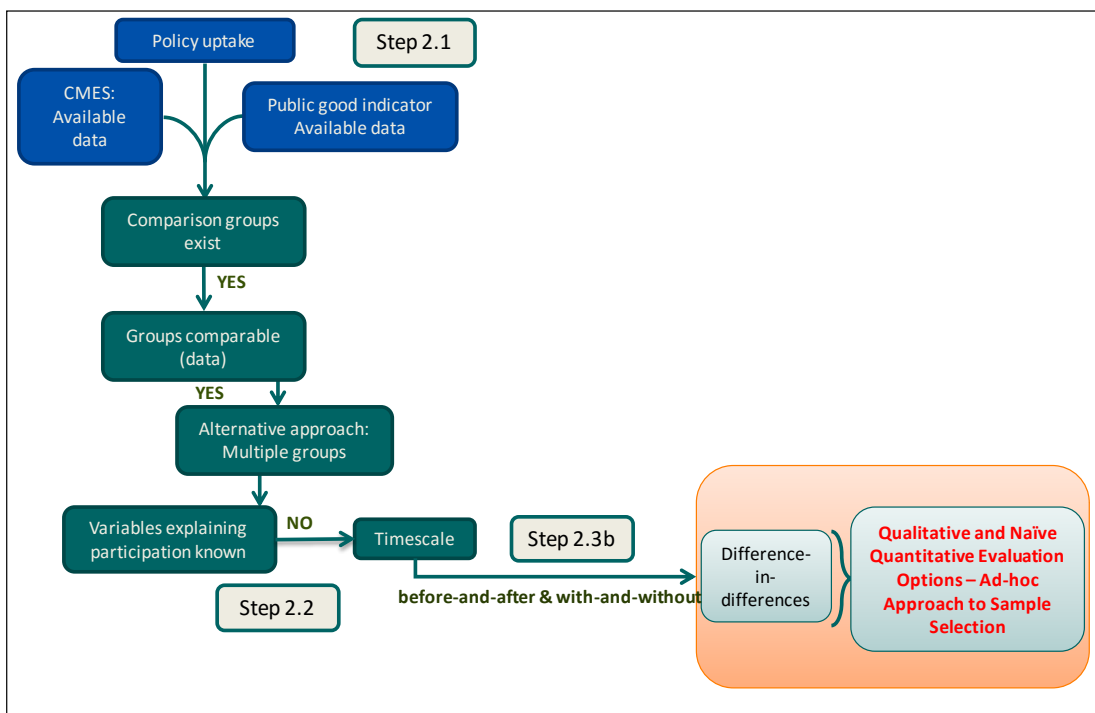 Policy uptake
Step 2.1
CMES:
Available
data
Public good indicator
Available data
Comparison groups
exist
YES
Groups comparable
(data)
YES
Alternative approach:
Multiple groups
Variables explaining
participation known
NO
Timescale
Step 2.2
Step 2.3b
before-and-after & with-and-without
Difference-
in-
differences
Qualitative and Naïve
Quantitative Evaluation
Options – Ad-hoc
Approach to Sample
Selection